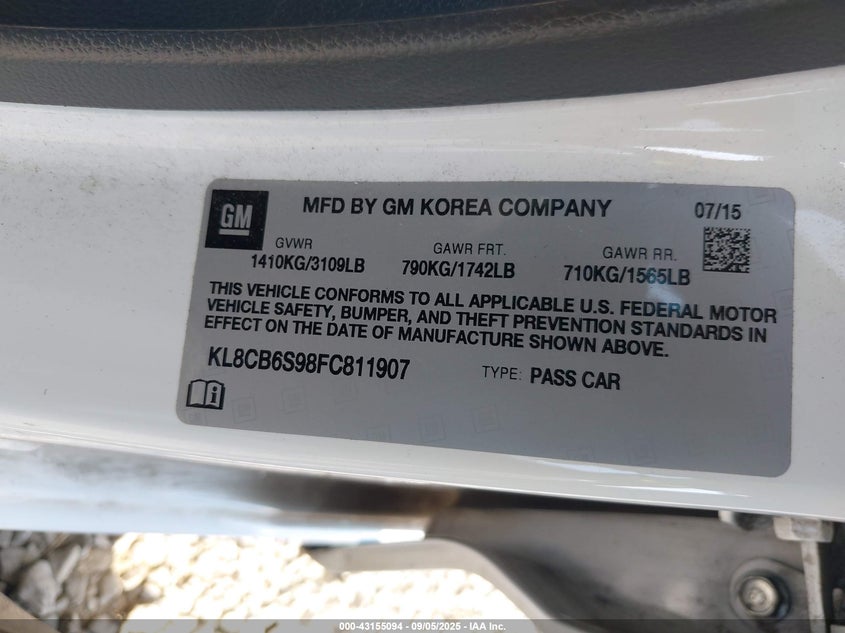 GM
MFD BY GM KOREA COMPANY 07/15
GVWR GAWR FRT. GAWR RR.
1410KG/3109LB 790KG/1742LB 710KG/1565LB
THIS VEHICLE CONFORMS TO ALL APPLICABLE U.S. FEDERAL MOTOR
VEHICLE SAFETY, BUMPER, AND THEFT PREVENTION STANDARDS IN
EFFECT ON THE DATE OF MANUFACTURE SHOWN ABOVE.
KL8CB6S98FC811907 TYPE: PASS CAR
000-43155094 - 09/05/2025 - IAA Inc.